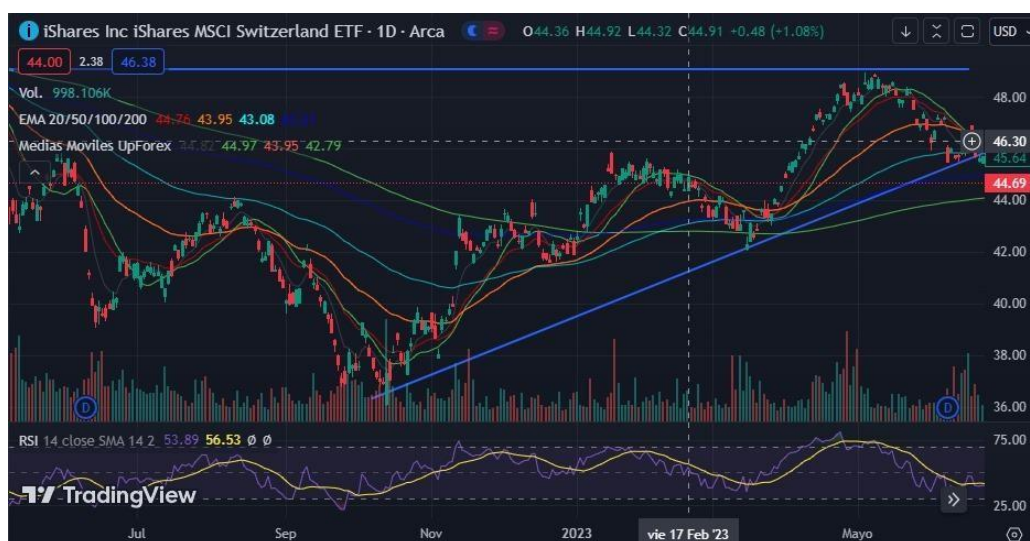 iShares Inc iShares MSCI Switzerland ETF · 1D · Arca O44.36 H44.92 L44.32 C44.91 +0.48 (+1.08%) USD
44.00 2.38 46.38
Vol. 998.106K
EMA 20/50/100/200 44.76 43.95 43.08
Medias Moviles UpForex 44.82 44.97 43.95 42.79
48.00
46.30
45.64
44.69
44.00
42.00
40.00
38.00
36.00
D D
RSI 14 close SMA 14 2 53.89 56.53 Ø Ø
75.00
25.00
TradingView
Jul Sep Nov 2023 vie 17 Feb '23 Mayo